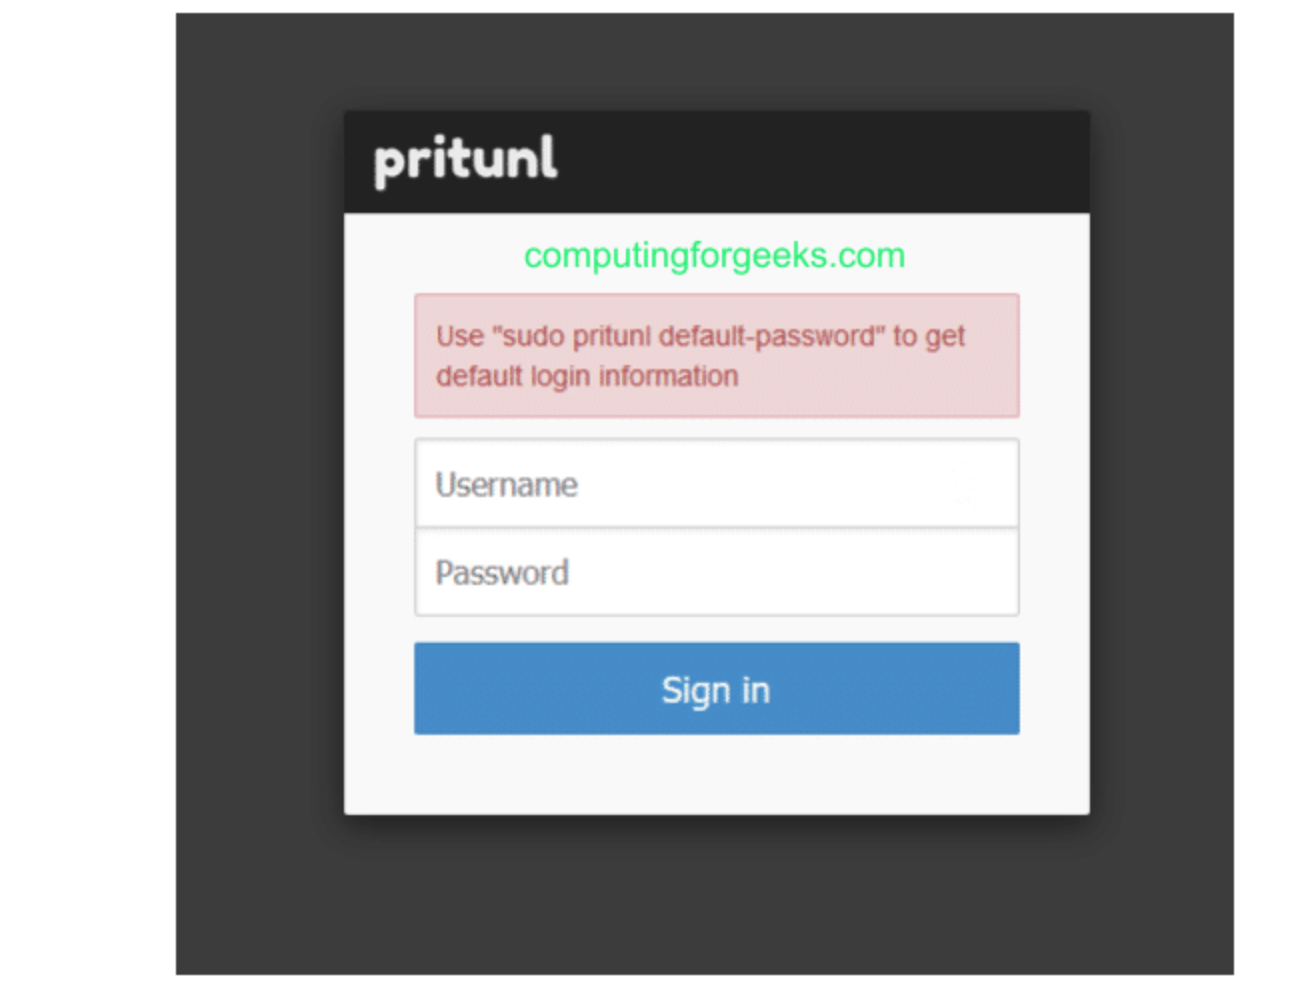 pritunl
computingforgeeks.com
Use "sudo pritunl default-password" to get
default login information
Username
Password
Sign in